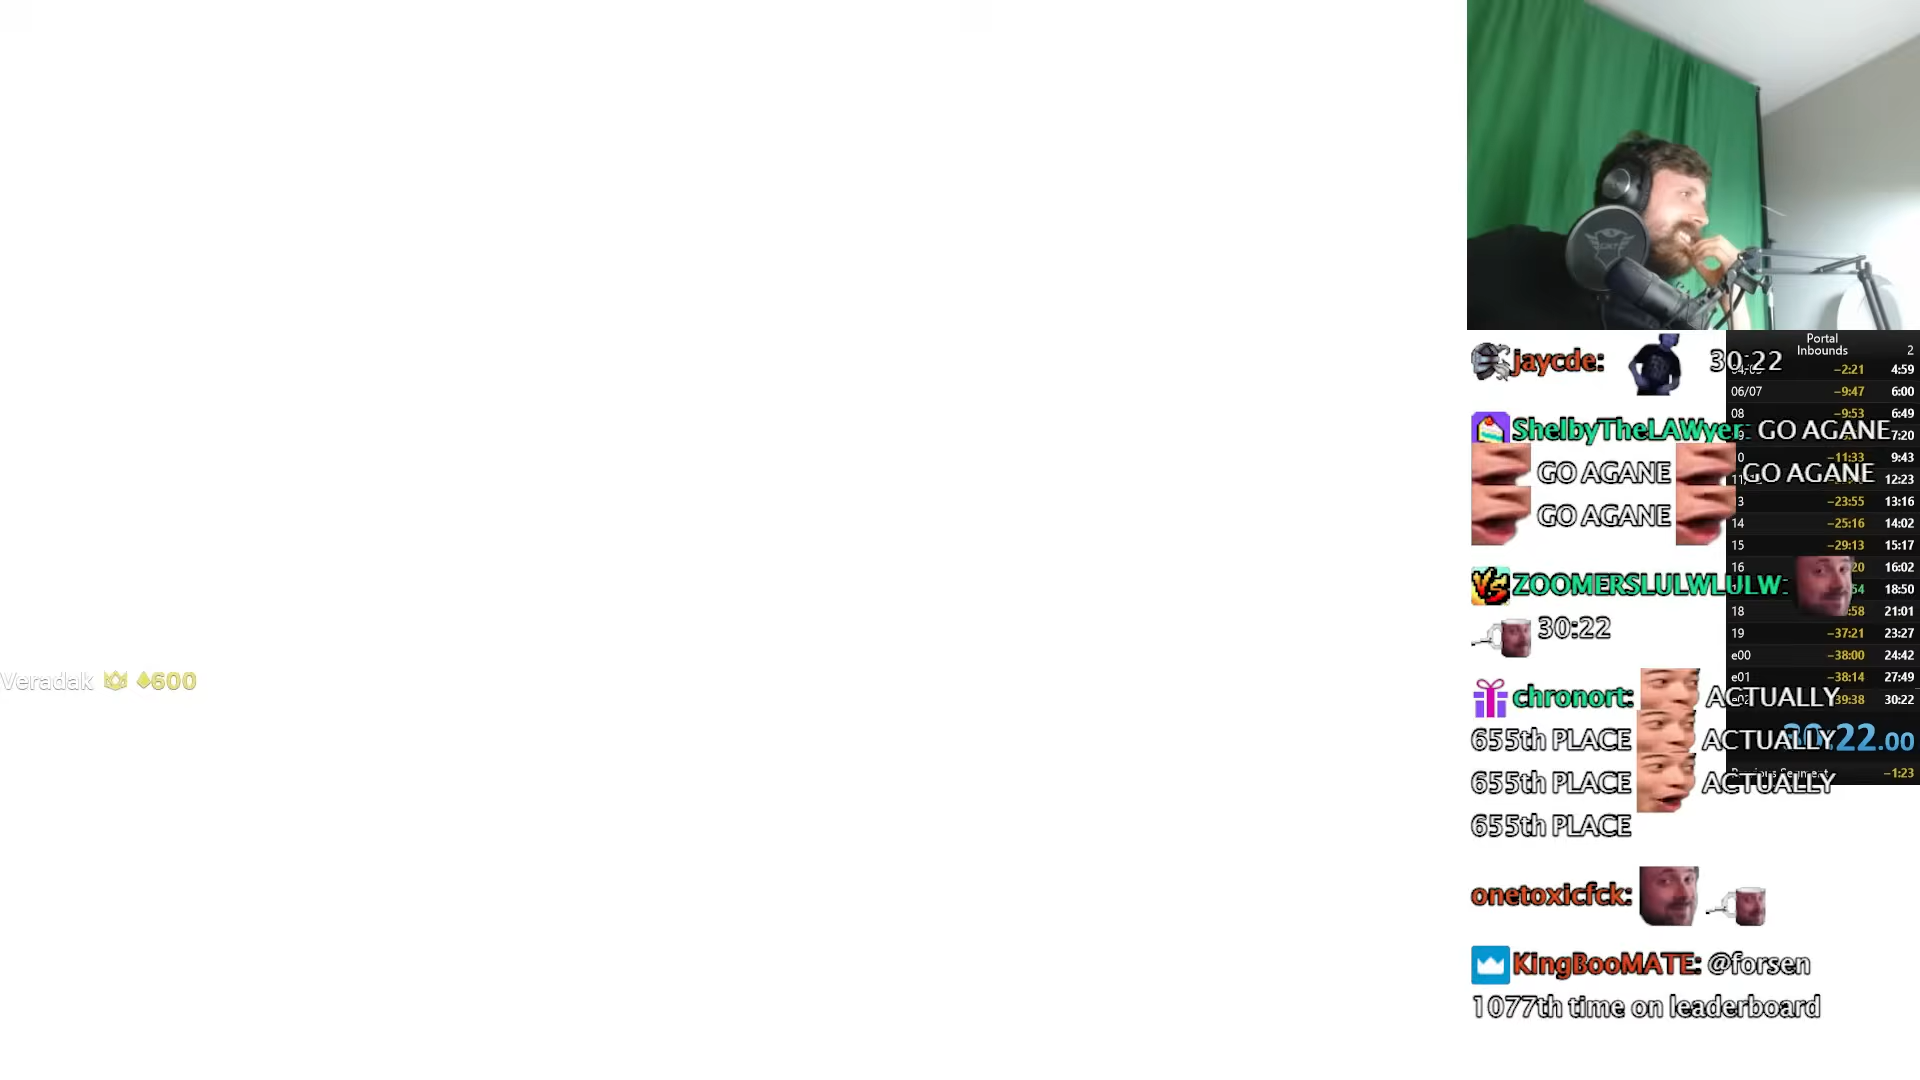 Portal
Inbounds 2
−2:21 4:59
06/07 −9:47 6:00
08 −9:53 6:49
7:20
−11:33 9:43
12:23
−23:55 13:16
14 −25:16 14:02
15 −29:13 15:17
16 16:02
18:50
18 21:01
19 −37:21 23:27
e00 −38:00 24:42
e01 −38:14 27:49
30:22
30:22.00
Previous Segment −1:23
jaycde: 30:22
ShelbyTheLAWyer: GO AGANE
GO AGANE GO AGANE
GO AGANE
ZOOMERSLULWLULW:
30:22
chronort: ACTUALLY
655th PLACE ACTUALLY
655th PLACE ACTUALLY
655th PLACE
onetoxicfck:
KingBooMATE: @forsen
1077th time on leaderboard
Veradak 600